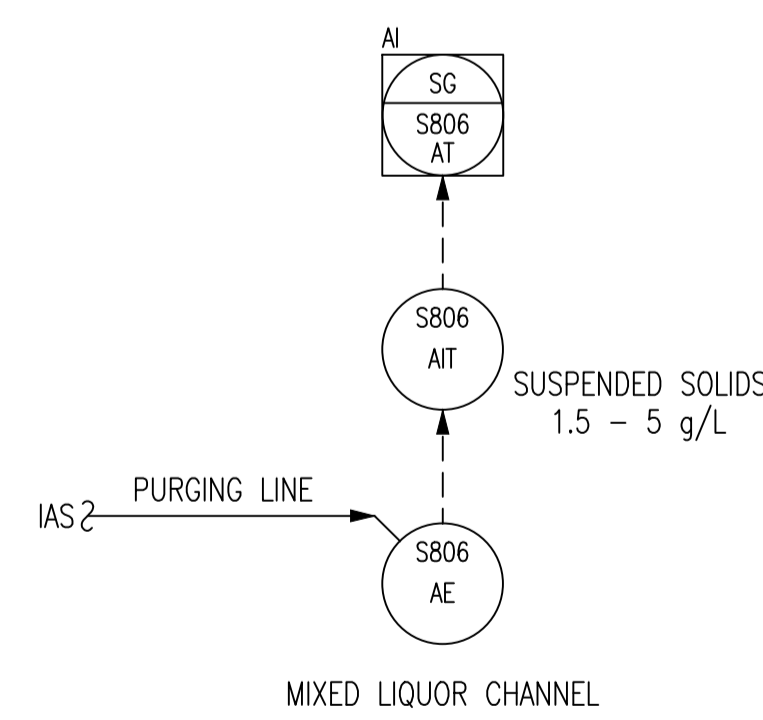 AI
SG
S806
AT
S806
AIT
SUSPENDED SOLIDS
1.5 – 5 g/L
PURGING LINE
IAS
S806
AE
MIXED LIQUOR CHANNEL